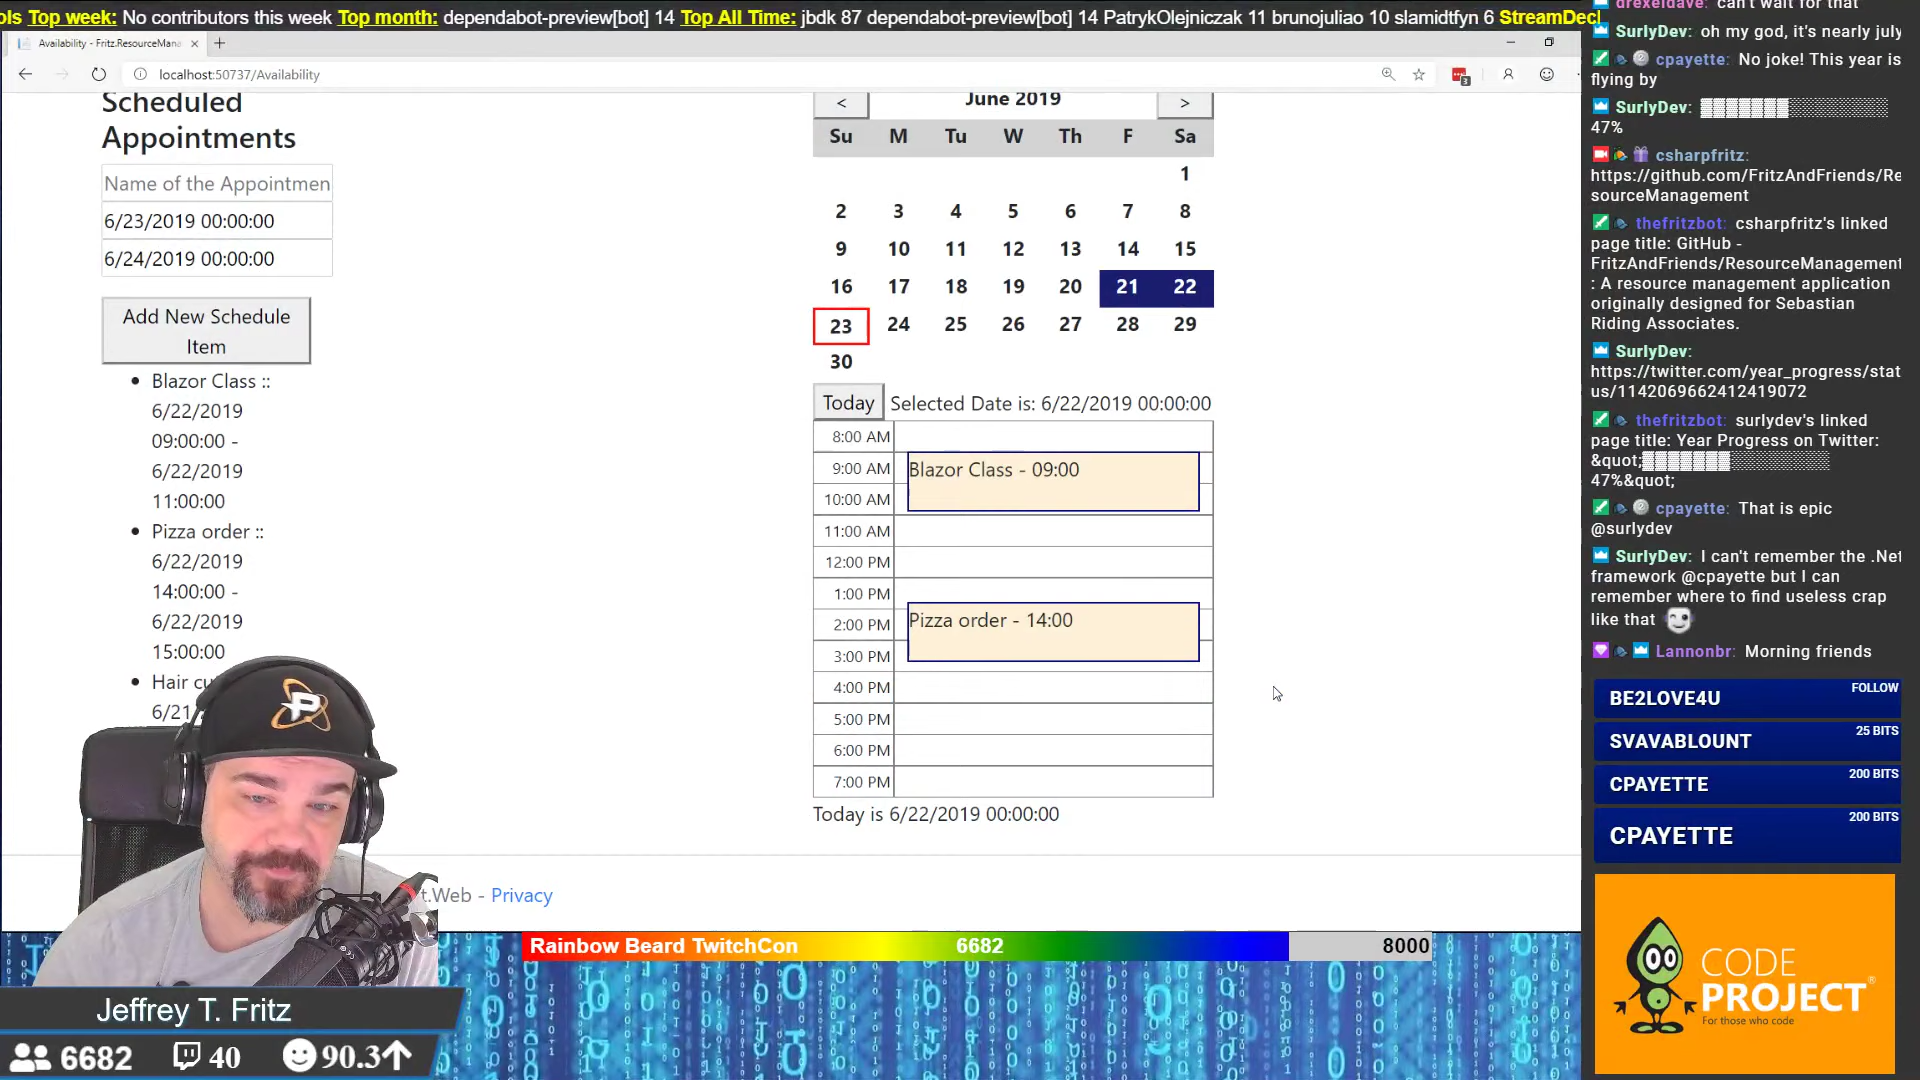 ols Top week: No contributors this week Top month: dependabot-preview[bot] 14 Top All Time: jbdk 87 dependabot-preview[bot] 14 PatrykOlejniczak 11 brunojuliao 10 slamidtfyn 6 StreamDecl
Availability - Fritz.ResourceMana
localhost:50737/Availability
Scheduled
Appointments
Name of the Appointmen
6/23/2019 00:00:00
6/24/2019 00:00:00
Add New Schedule
Item
Blazor Class ::
6/22/2019
09:00:00 -
6/22/2019
11:00:00
Pizza order ::
6/22/2019
14:00:00 -
6/22/2019
15:00:00
Hair cu
6/21
< June 2019 >
Su M Tu W Th F Sa
1
2 3 4 5 6 7 8
9 10 11 12 13 14 15
16 17 18 19 20 21 22
23 24 25 26 27 28 29
30
Today Selected Date is: 6/22/2019 00:00:00
8:00 AM
9:00 AM Blazor Class - 09:00
10:00 AM
11:00 AM
12:00 PM
1:00 PM
2:00 PM Pizza order - 14:00
3:00 PM
4:00 PM
5:00 PM
6:00 PM
7:00 PM
Today is 6/22/2019 00:00:00
t.Web - Privacy
Rainbow Beard TwitchCon 6682 8000
Jeffrey T. Fritz
6682 40 90.3
drexeldave: can't wait for that
SurlyDev: oh my god, it's nearly july
cpayette: No joke! This year is
flying by
SurlyDev: ▓▓▓▓▓▓▓░░░░░░░░
47%
csharpfritz:
https://github.com/FritzAndFriends/Re
sourceManagement
thefritzbot: csharpfritz's linked
page title: GitHub -
FritzAndFriends/ResourceManagement
: A resource management application
originally designed for Sebastian
Riding Associates.
SurlyDev:
https://twitter.com/year_progress/stat
us/1142069662412419072
thefritzbot: surlydev's linked
page title: Year Progress on Twitter:
&quot;▓▓▓▓▓▓▓░░░░░░░░
47%&quot;
cpayette: That is epic
@surlydev
SurlyDev: I can't remember the .Net
framework @cpayette but I can
remember where to find useless crap
like that
Lannonbr: Morning friends
BE2LOVE4U FOLLOW
SVAVABLOUNT 25 BITS
CPAYETTE 200 BITS
CPAYETTE 200 BITS
CODE
PROJECT®
For those who code